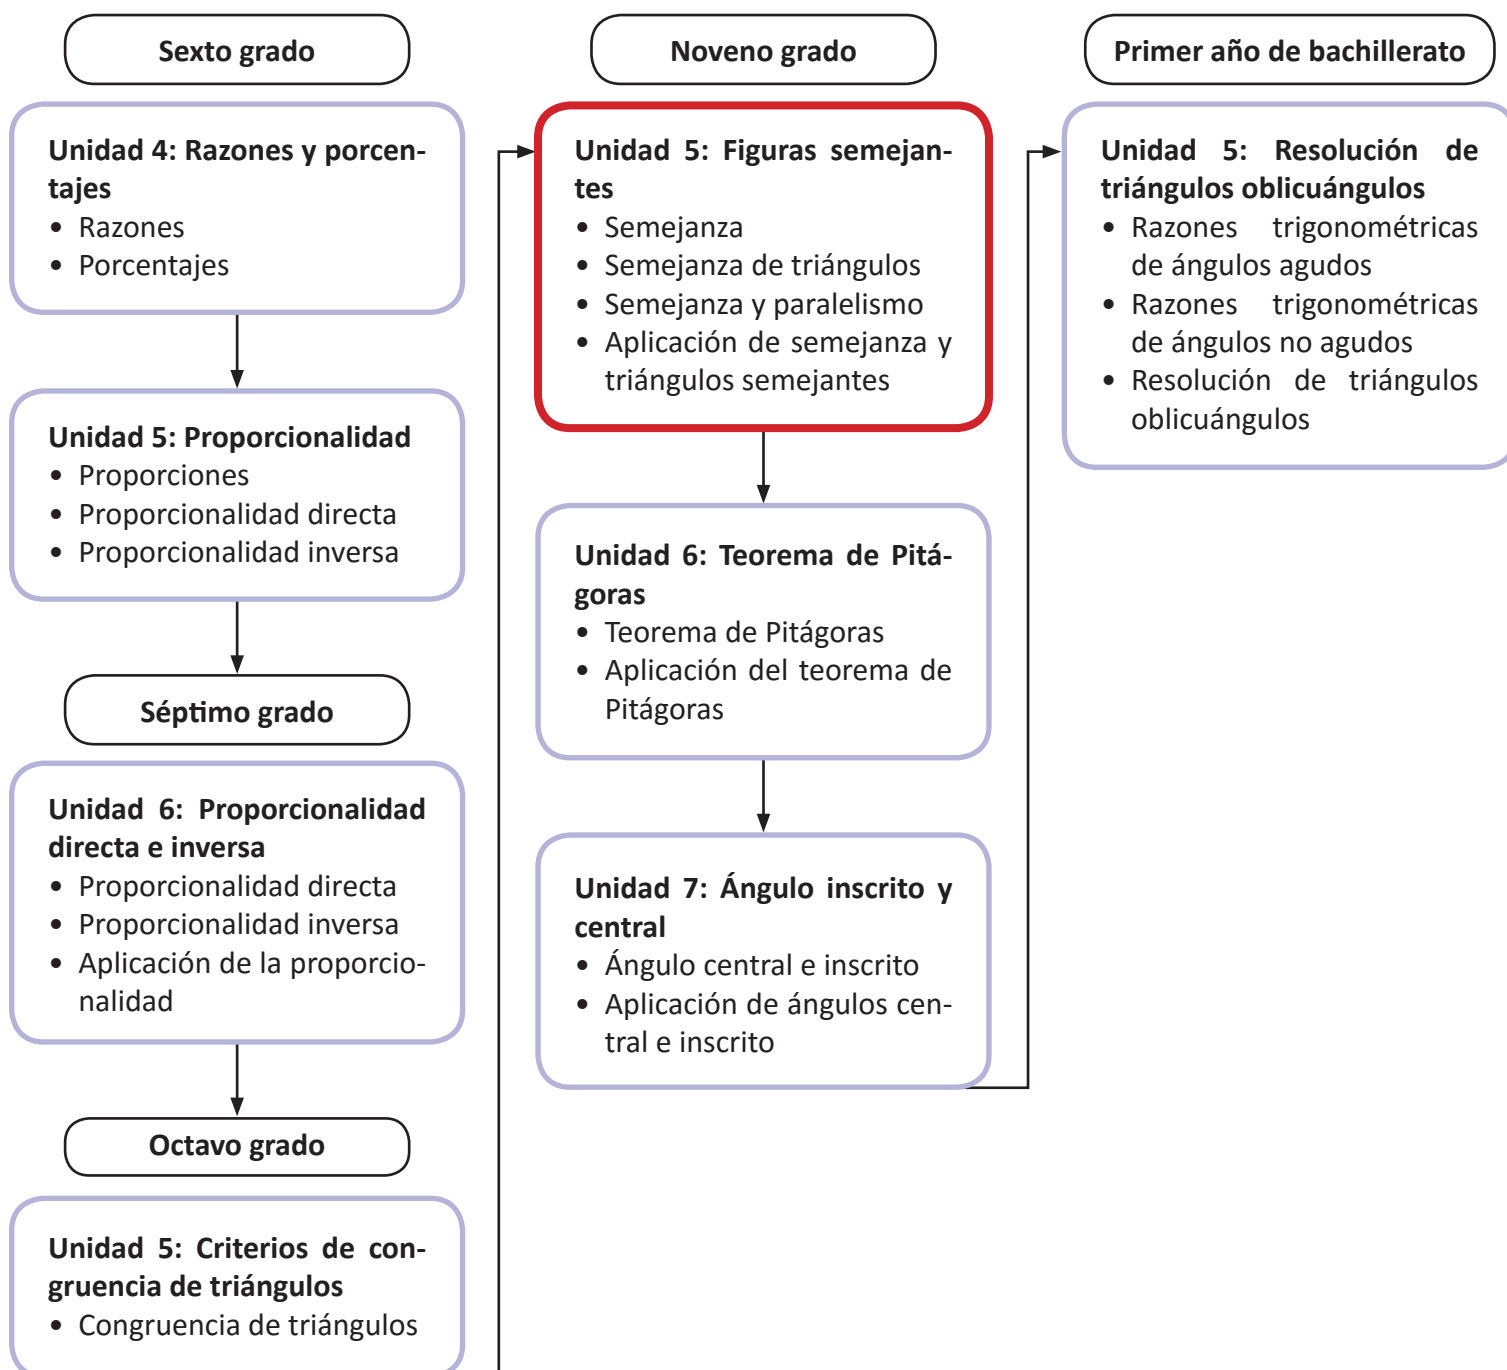 Sexto grado
Unidad 4: Razones y porcen-
tajes
• Razones
• Porcentajes
Unidad 5: Proporcionalidad
• Proporciones
• Proporcionalidad directa
• Proporcionalidad inversa
Séptimo grado
Unidad 6: Proporcionalidad
directa e inversa
• Proporcionalidad directa
• Proporcionalidad inversa
• Aplicación de la proporcio-
nalidad
Octavo grado
Unidad 5: Criterios de con-
gruencia de triángulos
• Congruencia de triángulos
Noveno grado
Unidad 5: Figuras semejan-
tes
• Semejanza
• Semejanza de triángulos
• Semejanza y paralelismo
• Aplicación de semejanza y
triángulos semejantes
Unidad 6: Teorema de Pitá-
goras
• Teorema de Pitágoras
• Aplicación del teorema de
Pitágoras
Unidad 7: Ángulo inscrito y
central
• Ángulo central e inscrito
• Aplicación de ángulos cen-
tral e inscrito
Primer año de bachillerato
Unidad 5: Resolución de
triángulos oblicuángulos
• Razones trigonométricas
de ángulos agudos
• Razones trigonométricas
de ángulos no agudos
• Resolución de triángulos
oblicuángulos